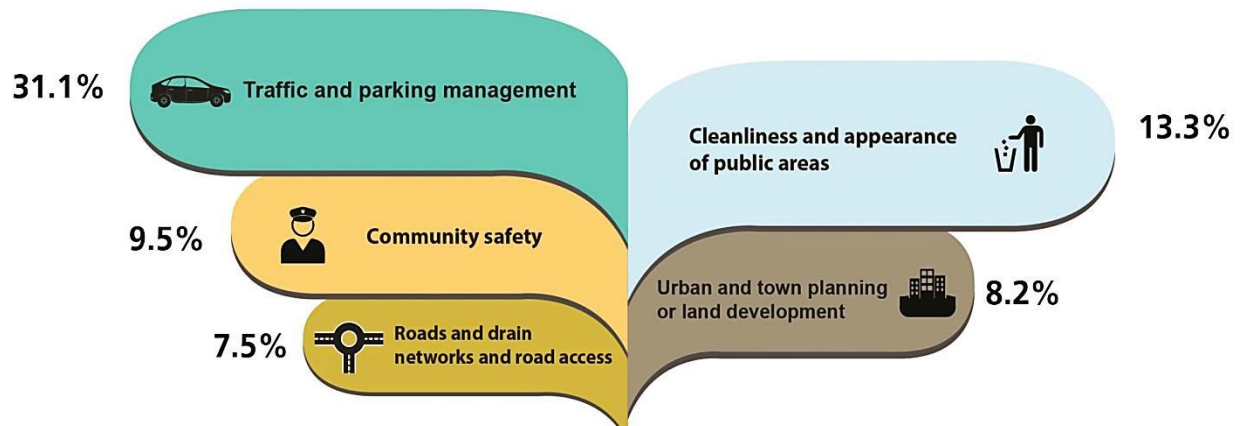 31.1%
Traffic and parking management
Cleanliness and appearance
of public areas
13.3%
9.5%
Community safety
Urban and town planning
or land development
8.2%
7.5%
Roads and drain
networks and road access